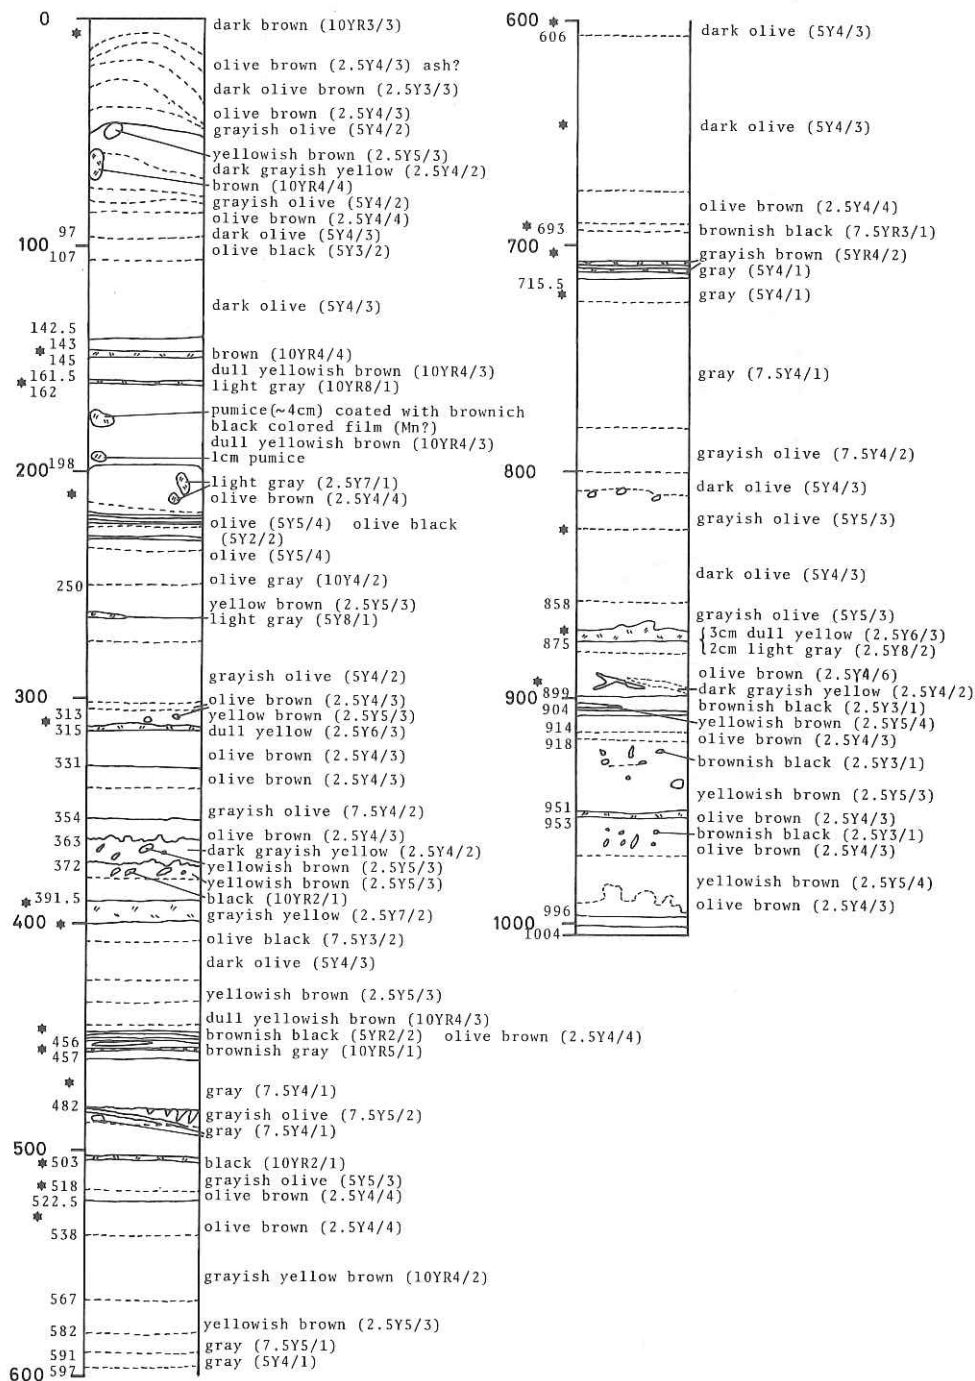 0
dark brown (10YR3/3)
olive brown (2.5Y4/3) ash?
dark olive brown (2.5Y3/3)
olive brown (2.5Y4/3)
grayish olive (5Y4/2)
yellowish brown (2.5Y5/3)
dark grayish yellow (2.5Y4/2)
brown (10YR4/4)
grayish olive (5Y4/2)
olive brown (2.5Y4/4)
97
dark olive (5Y4/3)
100
olive black (5Y3/2)
107
dark olive (5Y4/3)
142.5
143
brown (10YR4/4)
145
dull yellowish brown (10YR4/3)
161.5
light gray (10YR8/1)
162
pumice(~4cm) coated with brownich
black colored film (Mn?)
dull yellowish brown (10YR4/3)
1cm pumice
198
200
light gray (2.5Y7/1)
olive brown (2.5Y4/4)
olive (5Y5/4) olive black
(5Y2/2)
olive (5Y5/4)
olive gray (10Y4/2)
250
yellow brown (2.5Y5/3)
light gray (5Y8/1)
grayish olive (5Y4/2)
300
olive brown (2.5Y4/3)
313
yellow brown (2.5Y5/3)
315
dull yellow (2.5Y6/3)
olive brown (2.5Y4/3)
331
olive brown (2.5Y4/3)
grayish olive (7.5Y4/2)
354
olive brown (2.5Y4/3)
363
dark grayish yellow (2.5Y4/2)
372
yellowish brown (2.5Y5/3)
yellowish brown (2.5Y5/3)
391.5
black (10YR2/1)
grayish yellow (2.5Y7/2)
400
olive black (7.5Y3/2)
dark olive (5Y4/3)
yellowish brown (2.5Y5/3)
dull yellowish brown (10YR4/3)
brownish black (5YR2/2) olive brown (2.5Y4/4)
456
brownish gray (10YR5/1)
457
gray (7.5Y4/1)
482
grayish olive (7.5Y5/2)
gray (7.5Y4/1)
500
503
black (10YR2/1)
grayish olive (5Y5/3)
518
olive brown (2.5Y4/4)
522.5
olive brown (2.5Y4/4)
538
grayish yellow brown (10YR4/2)
567
yellowish brown (2.5Y5/3)
582
gray (7.5Y5/1)
591
gray (5Y4/1)
597
600
600
606
dark olive (5Y4/3)
dark olive (5Y4/3)
olive brown (2.5Y4/4)
693
brownish black (7.5YR3/1)
700
grayish brown (5YR4/2)
gray (5Y4/1)
715.5
gray (5Y4/1)
gray (7.5Y4/1)
grayish olive (7.5Y4/2)
800
dark olive (5Y4/3)
grayish olive (5Y5/3)
dark olive (5Y4/3)
858
grayish olive (5Y5/3)
3cm dull yellow (2.5Y6/3)
875
2cm light gray (2.5Y8/2)
olive brown (2.5Y4/6)
899
dark grayish yellow (2.5Y4/2)
900
brownish black (2.5Y3/1)
904
yellowish brown (2.5Y5/4)
914
olive brown (2.5Y4/3)
918
brownish black (2.5Y3/1)
yellowish brown (2.5Y5/3)
951
olive brown (2.5Y4/3)
953
brownish black (2.5Y3/1)
olive brown (2.5Y4/3)
yellowish brown (2.5Y5/4)
996
olive brown (2.5Y4/3)
1000
1004